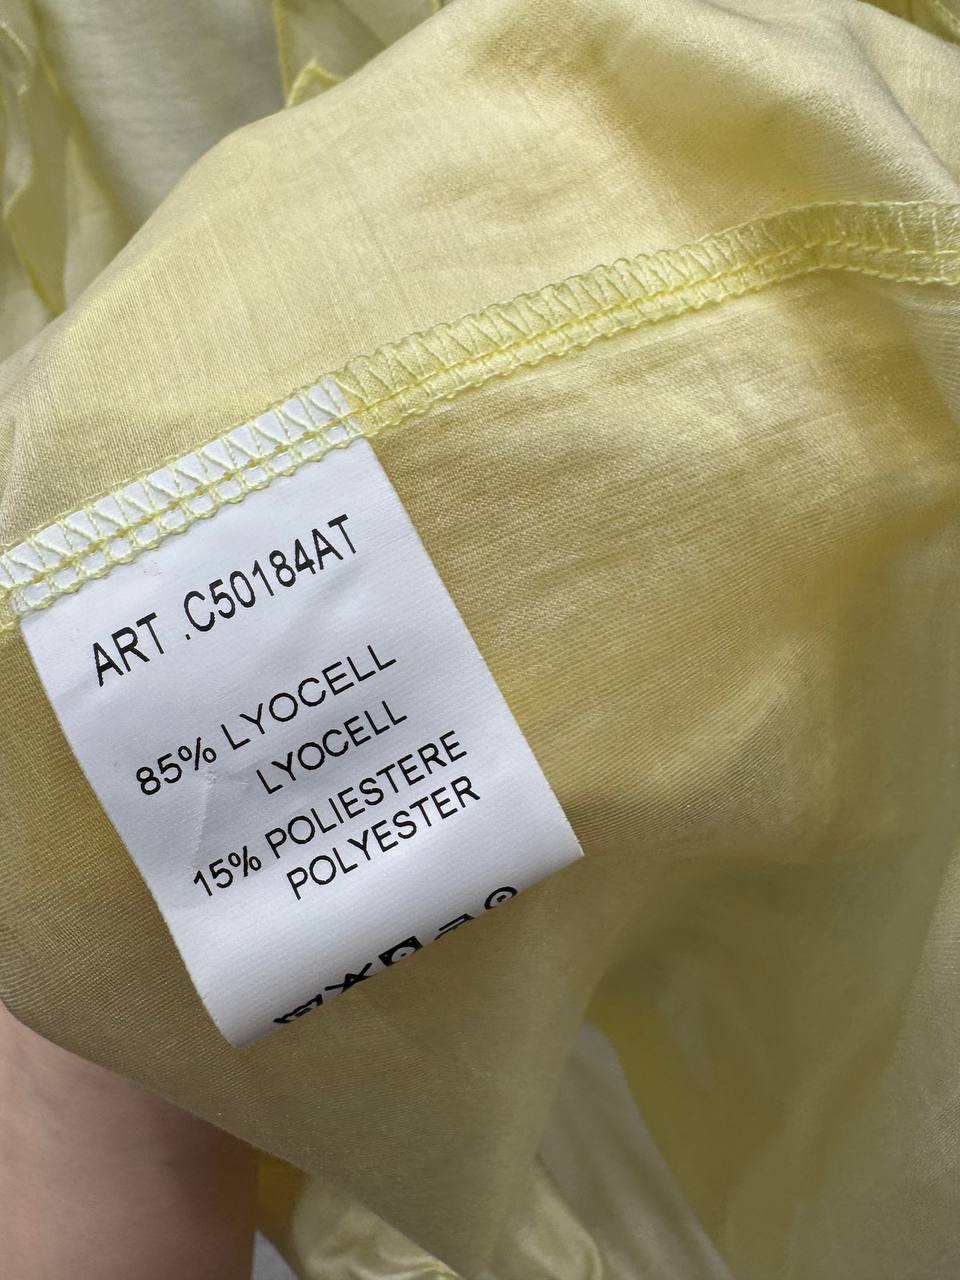 ART .C50184AT
85% LYOCELL
LYOCELL
15% POLIESTERE
POLYESTER